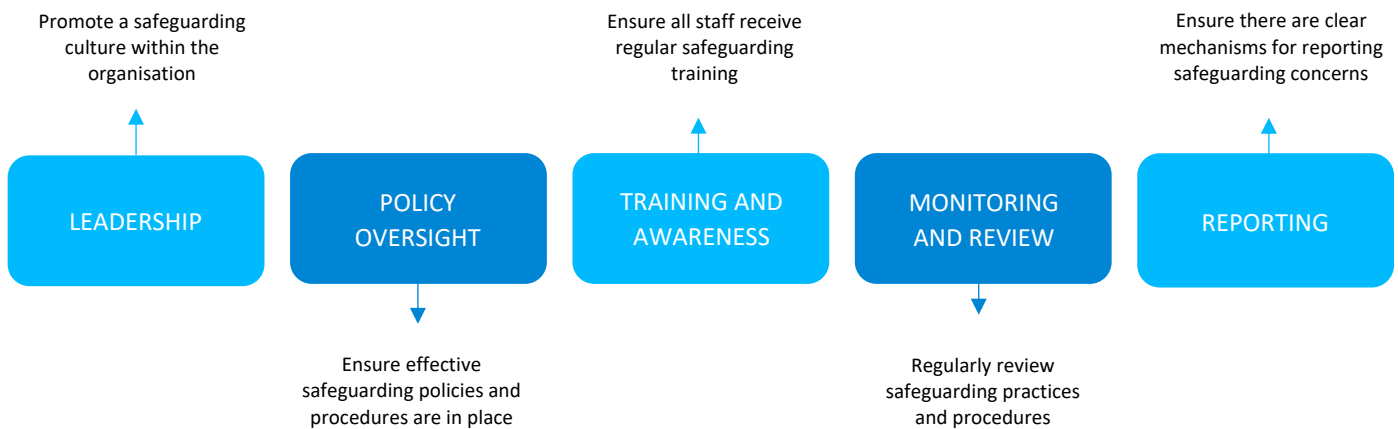 Promote a safeguarding
culture within the
organisation
Ensure all staff receive
regular safeguarding
training
Ensure there are clear
mechanisms for reporting
safeguarding concerns
LEADERSHIP
POLICY
OVERSIGHT
TRAINING AND
AWARENESS
MONITORING
AND REVIEW
REPORTING
Ensure effective
safeguarding policies and
procedures are in place
Regularly review
safeguarding practices
and procedures